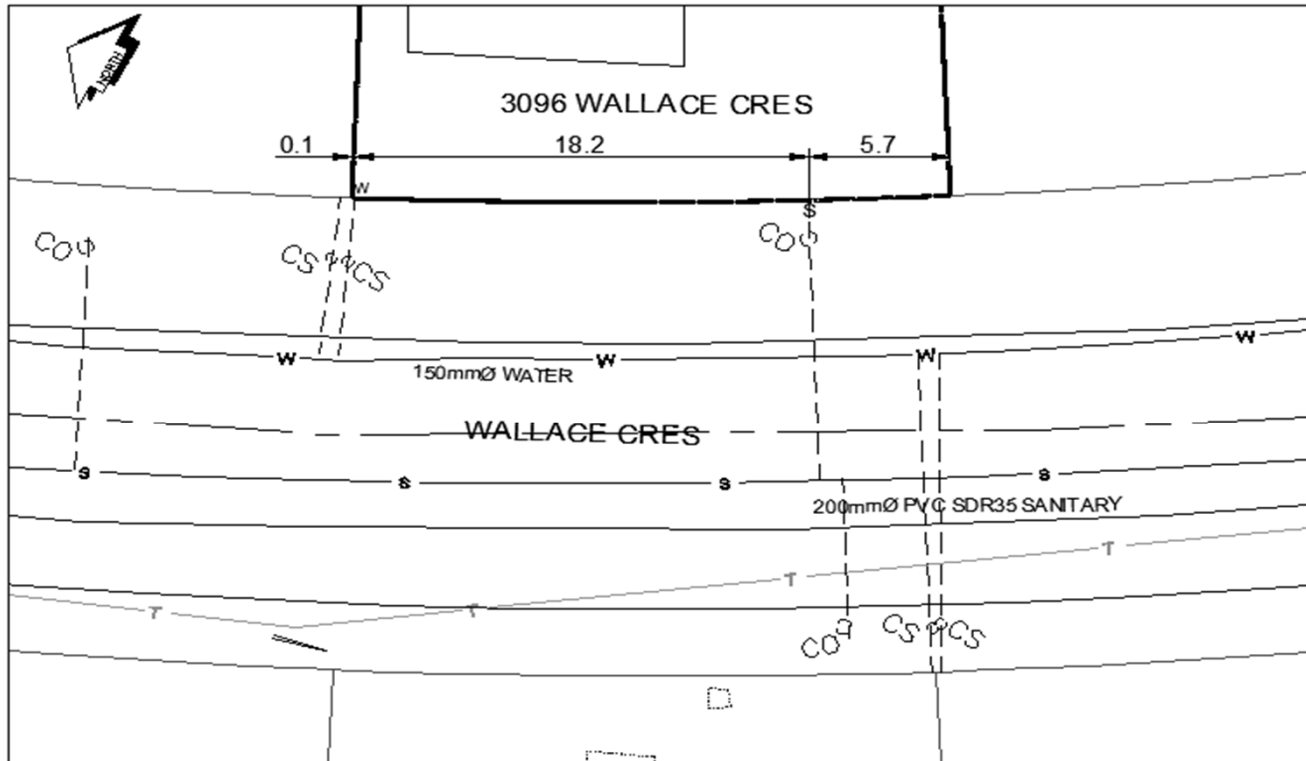 NORTH
3096 WALLACE CRES
0.1 18.2 5.7
W
S
CO
CS CS
CO
W W W W
150mmØ WATER
WALLACE CRES
S S S S
200mmØ PVC SDR35 SANITARY
T T T T
CO
CS CS